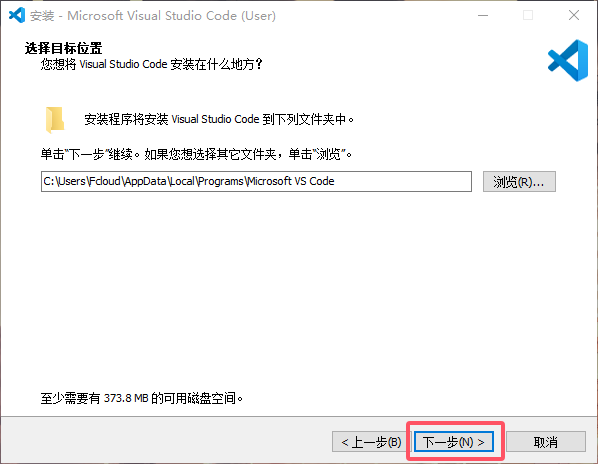 安装 - Microsoft Visual Studio Code (User)
选择目标位置
您想将 Visual Studio Code 安装在什么地方？
安装程序将安装 Visual Studio Code 到下列文件夹中。
单击“下一步”继续。如果您想选择其它文件夹，单击“浏览”。
C:\Users\Fcloud\AppData\Local\Programs\Microsoft VS Code
浏览(R)...
至少需要有 373.8 MB 的可用磁盘空间。
< 上一步(B)
下一步(N) >
取消